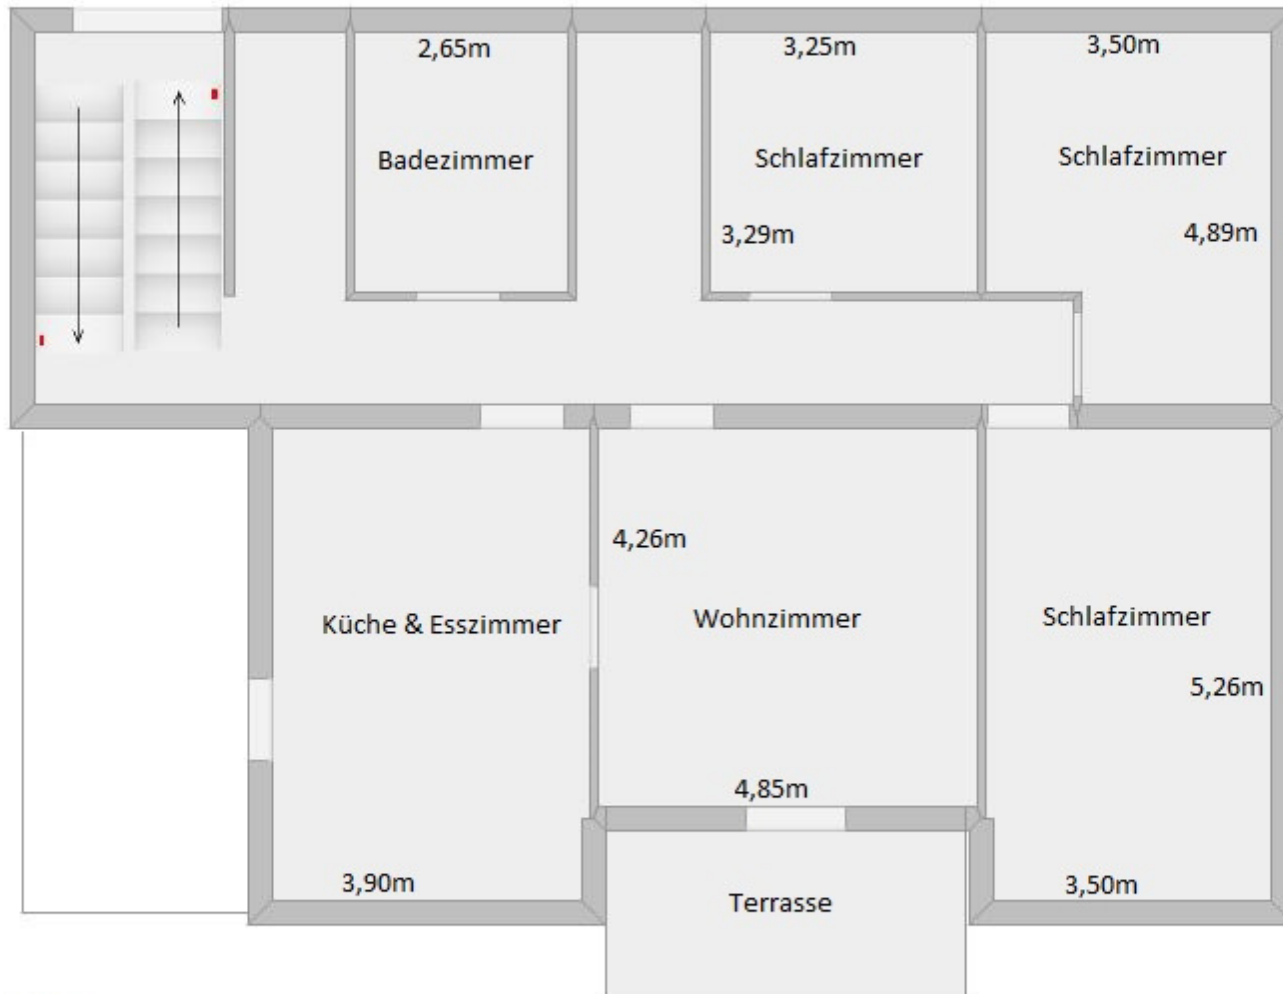 2,65m
3,25m
3,50m
Badezimmer
Schlafzimmer
Schlafzimmer
3,29m
4,89m
4,26m
Küche & Esszimmer
Wohnzimmer
Schlafzimmer
5,26m
4,85m
3,90m
3,50m
Terrasse